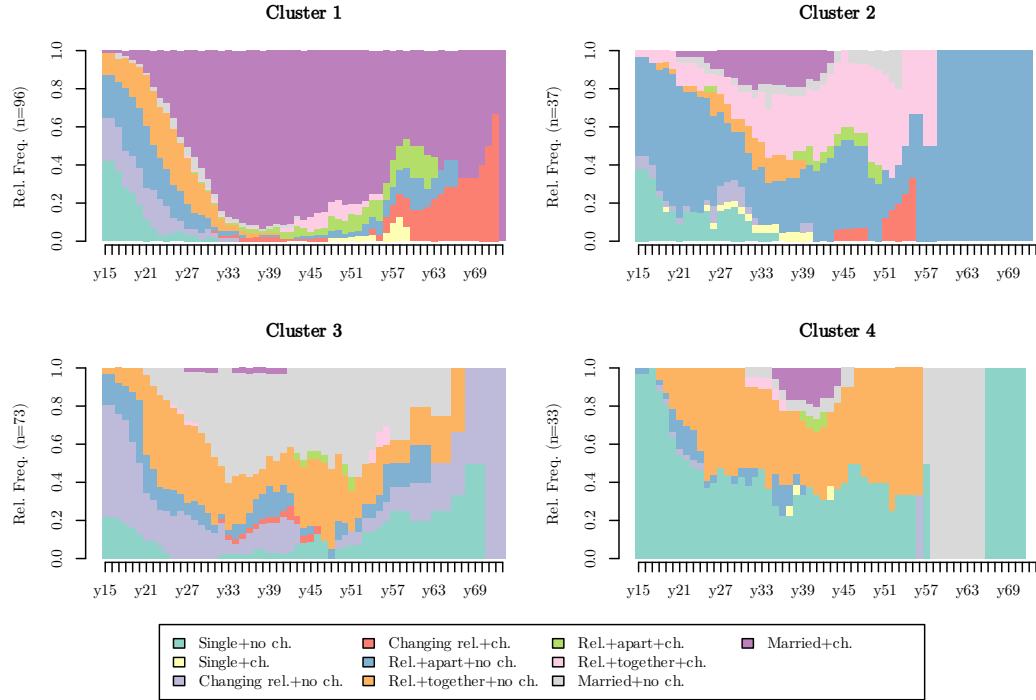 Cluster 1
Cluster 2
Rel. Freq. (n=96)
0.0 0.2 0.4 0.6 0.8 1.0
y15 y21 y27 y33 y39 y45 y51 y57 y63 y69
Rel. Freq. (n=37)
0.0 0.2 0.4 0.6 0.8 1.0
y15 y21 y27 y33 y39 y45 y51 y57 y63 y69
Cluster 3
Cluster 4
Rel. Freq. (n=73)
0.0 0.2 0.4 0.6 0.8 1.0
y15 y21 y27 y33 y39 y45 y51 y57 y63 y69
Rel. Freq. (n=33)
0.0 0.2 0.4 0.6 0.8 1.0
y15 y21 y27 y33 y39 y45 y51 y57 y63 y69
Single+no ch.
Single+ch.
Changing rel.+no ch.
Changing rel.+ch.
Rel.+apart+no ch.
Rel.+together+no ch.
Rel.+apart+ch.
Rel.+together+ch.
Married+no ch.
Married+ch.